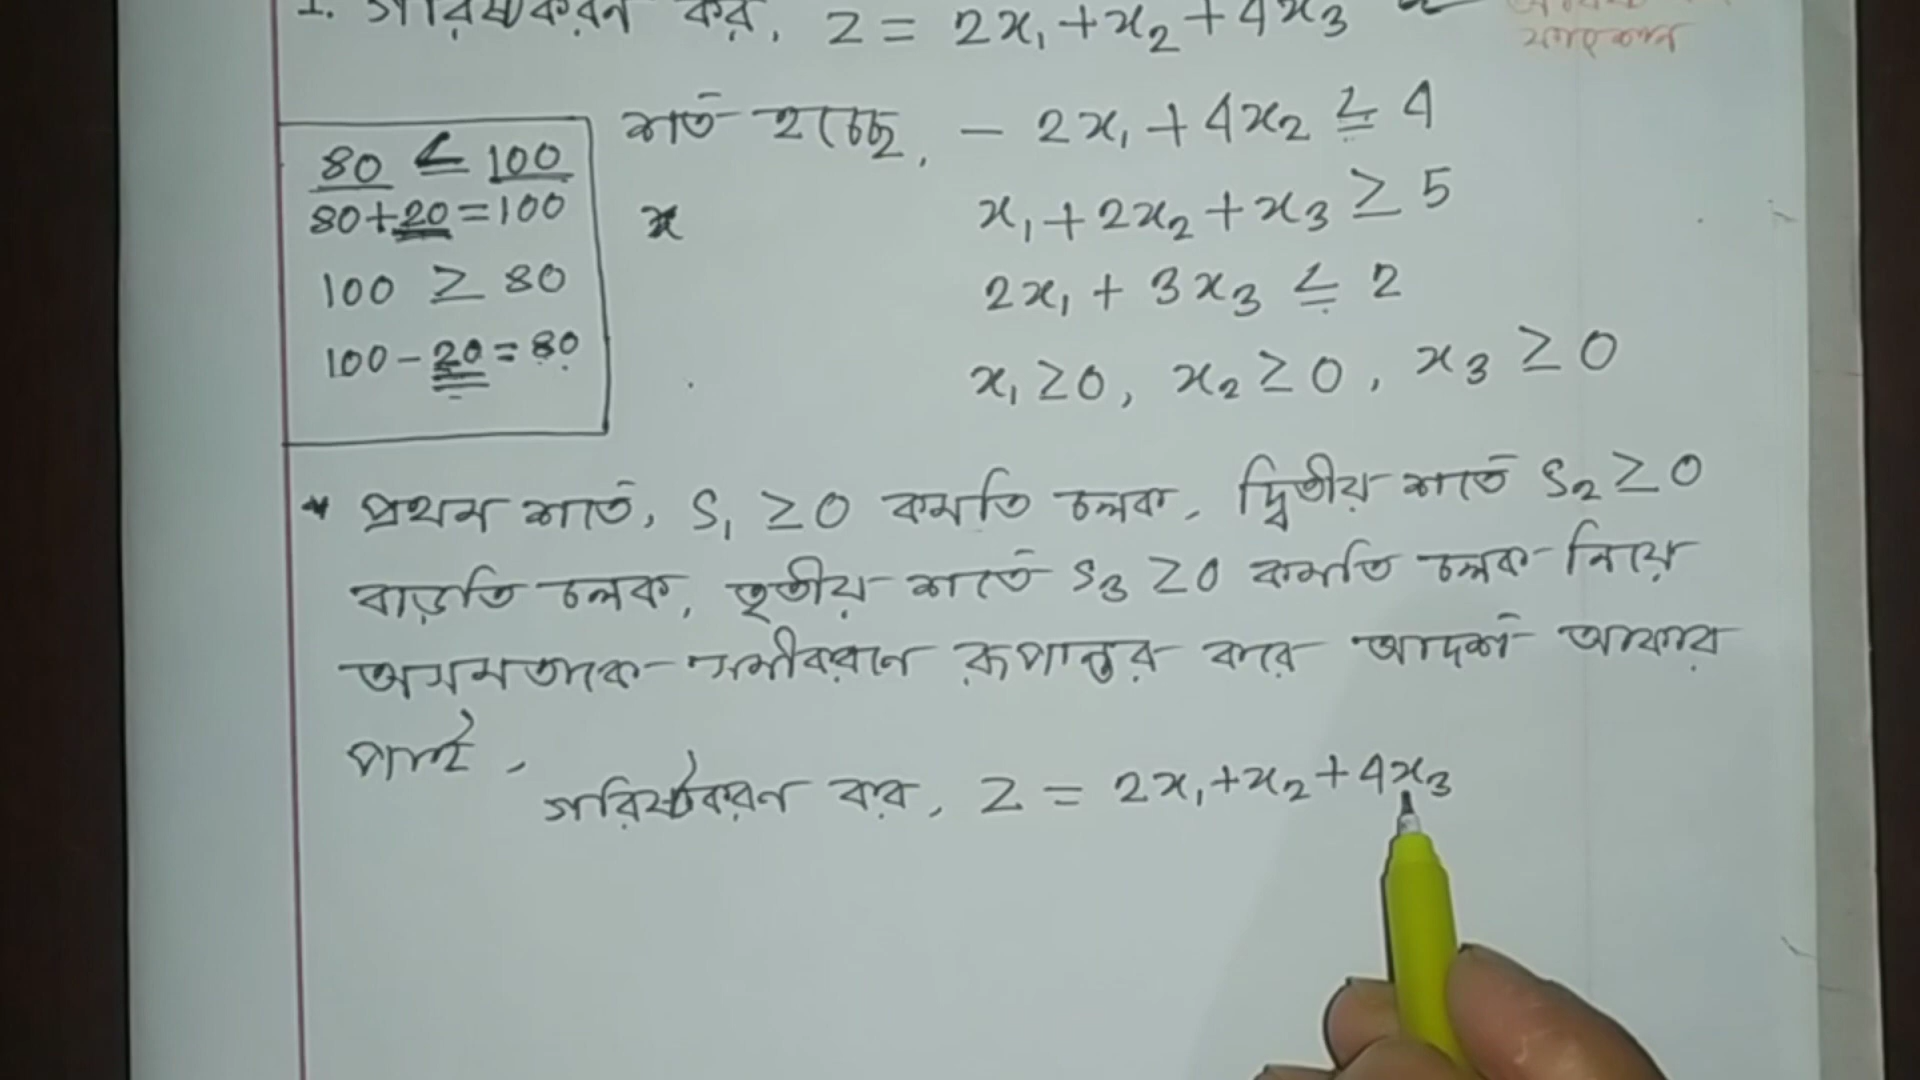 1. গরিষ্ঠকরন কর, Z = 2x₁ + x₂ + 4x₃
শর্ত হচ্ছে, - 2x₁ + 4x₂ ≤ 4
x₁ + 2x₂ + x₃ ≥ 5
2x₁ + 3x₃ ≤ 2
x₁ ≥ 0, x₂ ≥ 0, x₃ ≥ 0
80 ≤ 100
80 + 20 = 100
100 ≥ 80
100 - 20 = 80
x
* প্রথম শর্তে, S₁ ≥ 0 কমতি চলক, দ্বিতীয় শর্তে S₂ ≥ 0
বাড়তি চলক, তৃতীয় শর্তে S₃ ≥ 0 কমতি চলক নিয়ে
অসমতাকে সমীকরনে রূপান্তর করে আদর্শ আকার
পাই,
গরিষ্ঠকরন কর, Z = 2x₁ + x₂ + 4x₃